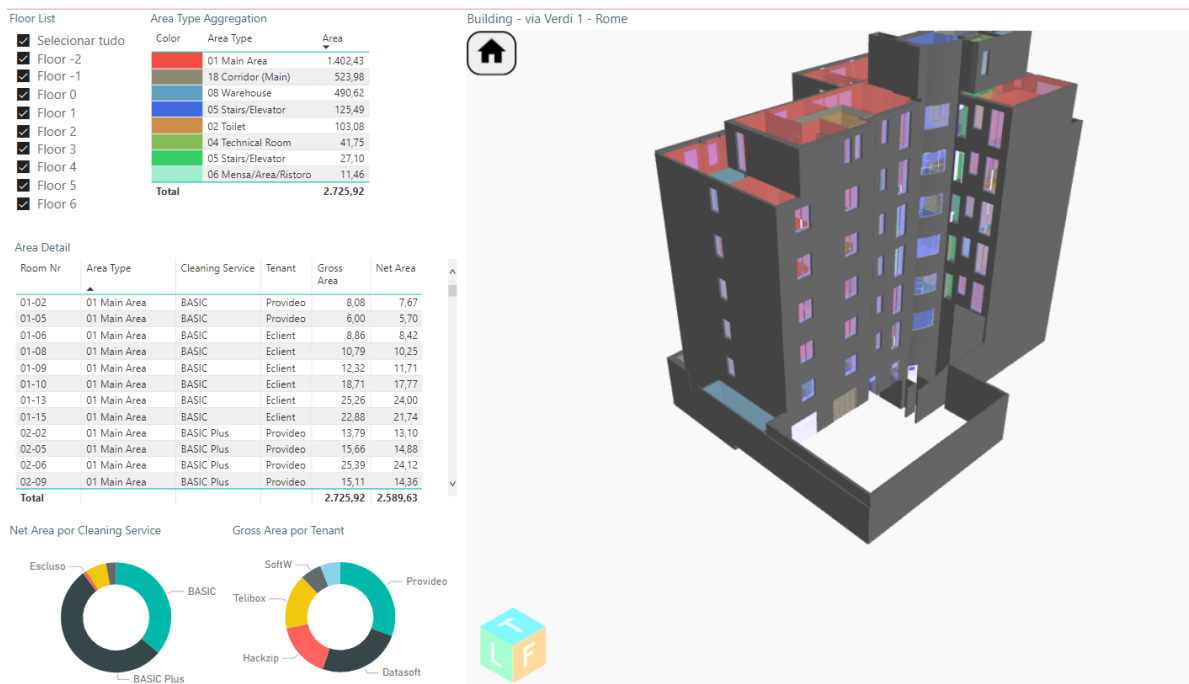 Floor List
Selecionar tudo
Floor -2
Floor -1
Floor 0
Floor 1
Floor 2
Floor 3
Floor 4
Floor 5
Floor 6
Area Type Aggregation
Color Area Type Area
01 Main Area 1.402,43
18 Corridor (Main) 523,98
08 Warehouse 490,62
05 Stairs/Elevator 125,49
02 Toilet 103,08
04 Technical Room 41,75
05 Stairs/Elevator 27,10
06 Mensa/Area/Ristoro 11,46
Total 2.725,92
Area Detail
Room Nr Area Type Cleaning Service Tenant Gross Area Net Area
01-02 01 Main Area BASIC Provideo 8,08 7,67
01-05 01 Main Area BASIC Provideo 6,00 5,70
01-06 01 Main Area BASIC Eclient 8,86 8,42
01-08 01 Main Area BASIC Eclient 10,79 10,25
01-09 01 Main Area BASIC Eclient 12,32 11,71
01-10 01 Main Area BASIC Eclient 18,71 17,77
01-13 01 Main Area BASIC Eclient 25,26 24,00
01-15 01 Main Area BASIC Eclient 22,88 21,74
02-02 01 Main Area BASIC Plus Provideo 13,79 13,10
02-05 01 Main Area BASIC Plus Provideo 15,66 14,88
02-06 01 Main Area BASIC Plus Provideo 25,39 24,12
02-09 01 Main Area BASIC Plus Provideo 15,11 14,36
Total 2.725,92 2.589,63
Net Area por Cleaning Service
Escluso
BASIC
BASIC Plus
Gross Area por Tenant
SoftW
Provideo
Telibox
Hackzip
Datasoft
Building - via Verdi 1 - Rome
T
L F